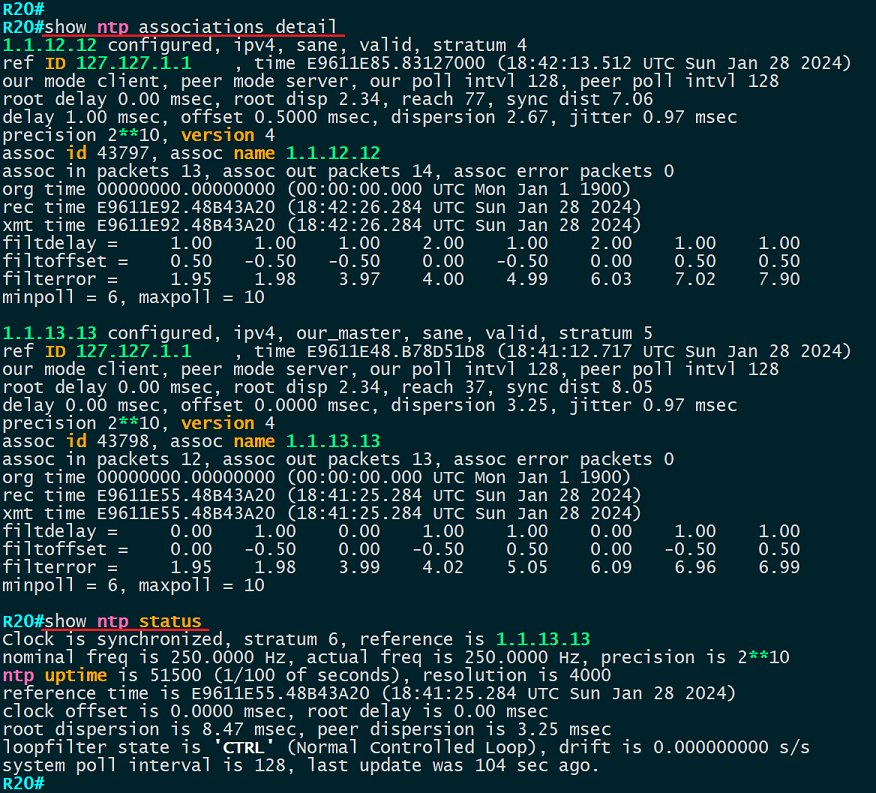 R20#
R20#show ntp associations detail
1.1.12.12 configured, ipv4, sane, valid, stratum 4
ref ID 127.127.1.1    , time E9611E85.83127000 (18:42:13.512 UTC Sun Jan 28 2024)
our mode client, peer mode server, our poll intvl 128, peer poll intvl 128
root delay 0.00 msec, root disp 2.34, reach 77, sync dist 7.06
delay 1.00 msec, offset 0.5000 msec, dispersion 2.67, jitter 0.97 msec
precision 2**10, version 4
assoc id 43797, assoc name 1.1.12.12
assoc in packets 13, assoc out packets 14, assoc error packets 0
org time 00000000.00000000 (00:00:00.000 UTC Mon Jan 1 1900)
rec time E9611E92.48B43A20 (18:42:26.284 UTC Sun Jan 28 2024)
xmt time E9611E92.48B43A20 (18:42:26.284 UTC Sun Jan 28 2024)
filtdelay =     1.00    1.00    1.00    2.00    1.00    2.00    1.00    1.00
filtoffset =    0.50   -0.50   -0.50    0.00   -0.50    0.00    0.50    0.50
filterror =     1.95    1.98    3.97    4.00    4.99    6.03    7.02    7.90
minpoll = 6, maxpoll = 10
1.1.13.13 configured, ipv4, our_master, sane, valid, stratum 5
ref ID 127.127.1.1    , time E9611E48.B78D51D8 (18:41:12.717 UTC Sun Jan 28 2024)
our mode client, peer mode server, our poll intvl 128, peer poll intvl 128
root delay 0.00 msec, root disp 2.34, reach 37, sync dist 8.05
delay 0.00 msec, offset 0.0000 msec, dispersion 3.25, jitter 0.97 msec
precision 2**10, version 4
assoc id 43798, assoc name 1.1.13.13
assoc in packets 12, assoc out packets 13, assoc error packets 0
org time 00000000.00000000 (00:00:00.000 UTC Mon Jan 1 1900)
rec time E9611E55.48B43A20 (18:41:25.284 UTC Sun Jan 28 2024)
xmt time E9611E55.48B43A20 (18:41:25.284 UTC Sun Jan 28 2024)
filtdelay =     0.00    1.00    0.00    1.00    1.00    0.00    1.00    1.00
filtoffset =    0.00   -0.50    0.00   -0.50    0.50    0.00   -0.50    0.50
filterror =     1.95    1.98    3.99    4.02    5.05    6.09    6.96    6.99
minpoll = 6, maxpoll = 10
R20#show ntp status
Clock is synchronized, stratum 6, reference is 1.1.13.13
nominal freq is 250.0000 Hz, actual freq is 250.0000 Hz, precision is 2**10
ntp uptime is 51500 (1/100 of seconds), resolution is 4000
reference time is E9611E55.48B43A20 (18:41:25.284 UTC Sun Jan 28 2024)
clock offset is 0.0000 msec, root delay is 0.00 msec
root dispersion is 8.47 msec, peer dispersion is 3.25 msec
loopfilter state is 'CTRL' (Normal Controlled Loop), drift is 0.000000000 s/s
system poll interval is 128, last update was 104 sec ago.
R20#